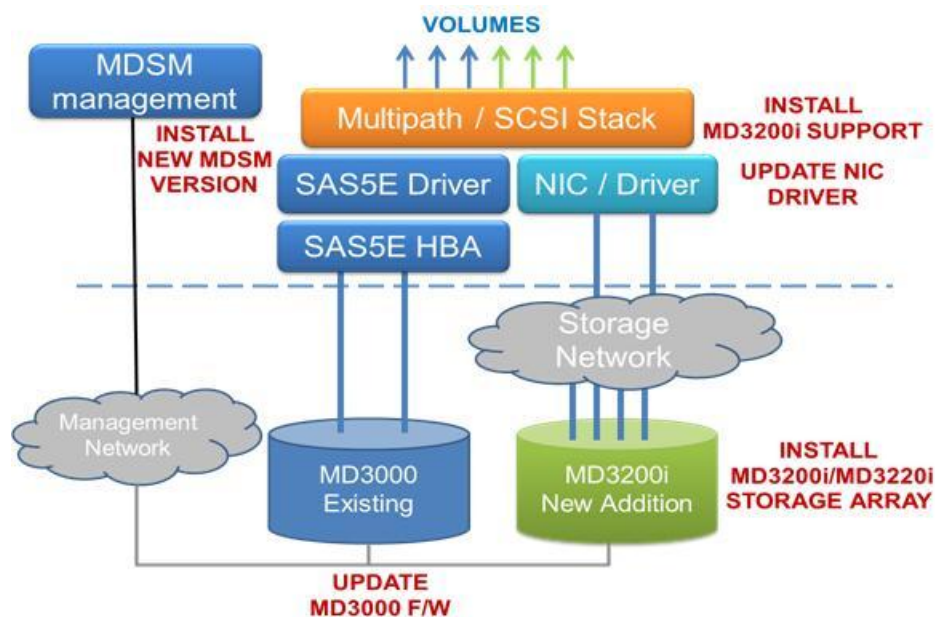 VOLUMES
MDSM
management
Multipath / SCSI Stack
INSTALL
MD3200i SUPPORT
INSTALL
NEW MDSM
VERSION
SAS5E Driver
NIC / Driver
UPDATE NIC
DRIVER
SAS5E HBA
Storage
Network
Management
Network
MD3000
Existing
MD3200i
New Addition
INSTALL
MD3200i/MD3220i
STORAGE ARRAY
UPDATE
MD3000 F/W